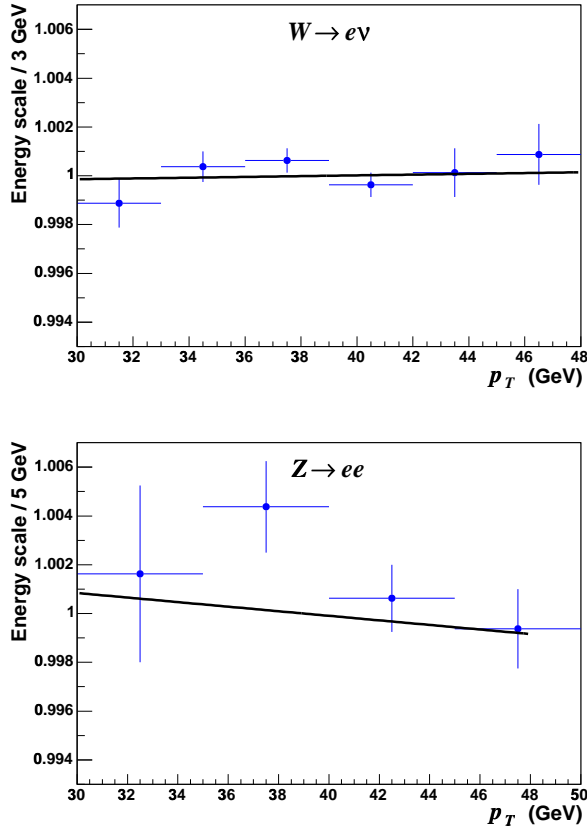 W → eν
Energy scale / 3 GeV
1.006
1.004
1.002
1
0.998
0.996
0.994
30 32 34 36 38 40 42 44 46 48
p_T (GeV)
Z → ee
Energy scale / 5 GeV
1.006
1.004
1.002
1
0.998
0.996
0.994
30 32 34 36 38 40 42 44 46 48 50
p_T (GeV)